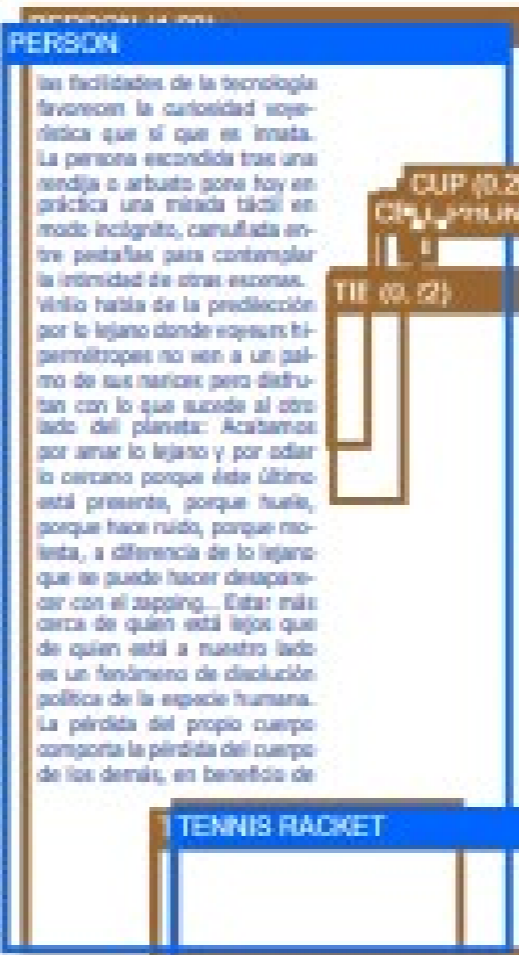 PERSON (1.00)
PERSON
las facilidades de la tecnología
favorecen la curiosidad voye-
rística que sí que es innata.
La persona escondida tras una
rendija o arbusto pone hoy en
práctica una mirada táctil en
modo incógnito, camuflada en-
tre pestañas para contemplar
la intimidad de otras escenas.
Virilio habla de la predilección
por lo lejano donde voyeurs hi-
permétropes no ven a un pal-
mo de sus narices pero disfru-
tan con lo que sucede al otro
lado del planeta: Acabamos
por amar lo lejano y por odiar
lo cercano porque éste último
está presente, porque huele,
porque hace ruido, porque mo-
lesta, a diferencia de lo lejano
que se puede hacer desapare-
cer con el zapping... Estar más
cerca de quien está lejos que
de quien está a nuestro lado
es un fenómeno de disolución
política de la especie humana.
La pérdida del propio cuerpo
comporta la pérdida del cuerpo
de los demás, en beneficio de
CUP (0.2
TIE
TENNIS RACKET